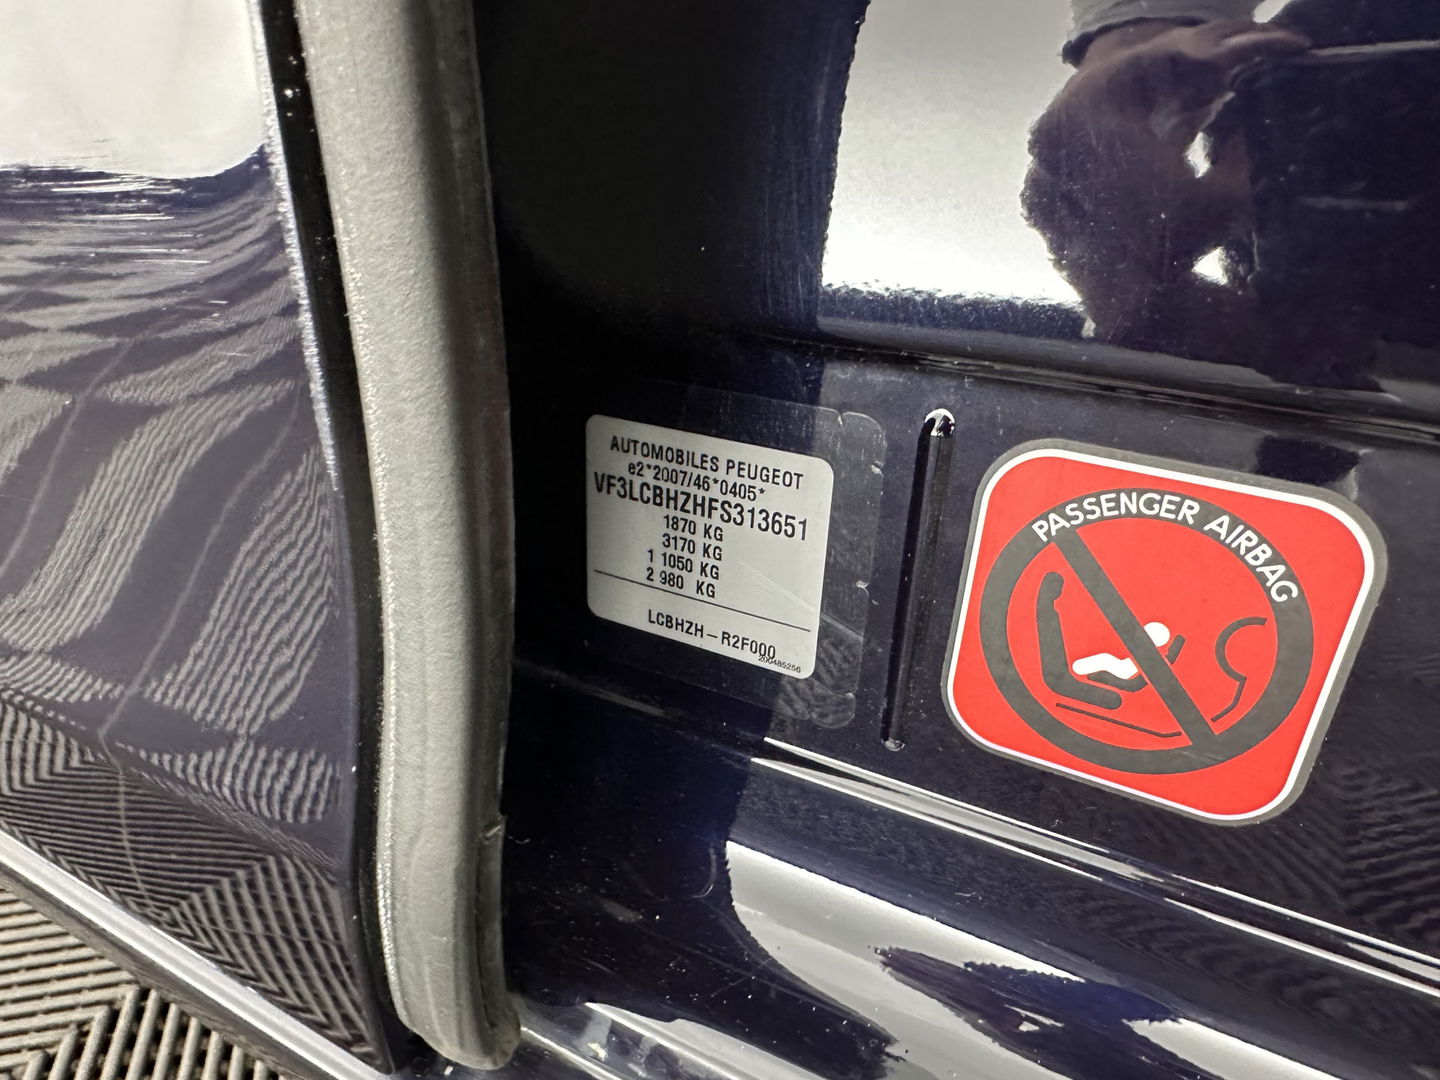 AUTOMOBILES PEUGEOT
e2*2007/46*0405*
VF3LCBHZHFS313651
1870 KG
3170 KG
1 1050 KG
2 980 KG
LCBHZH – R2F000
200485256
PASSENGER AIRBAG